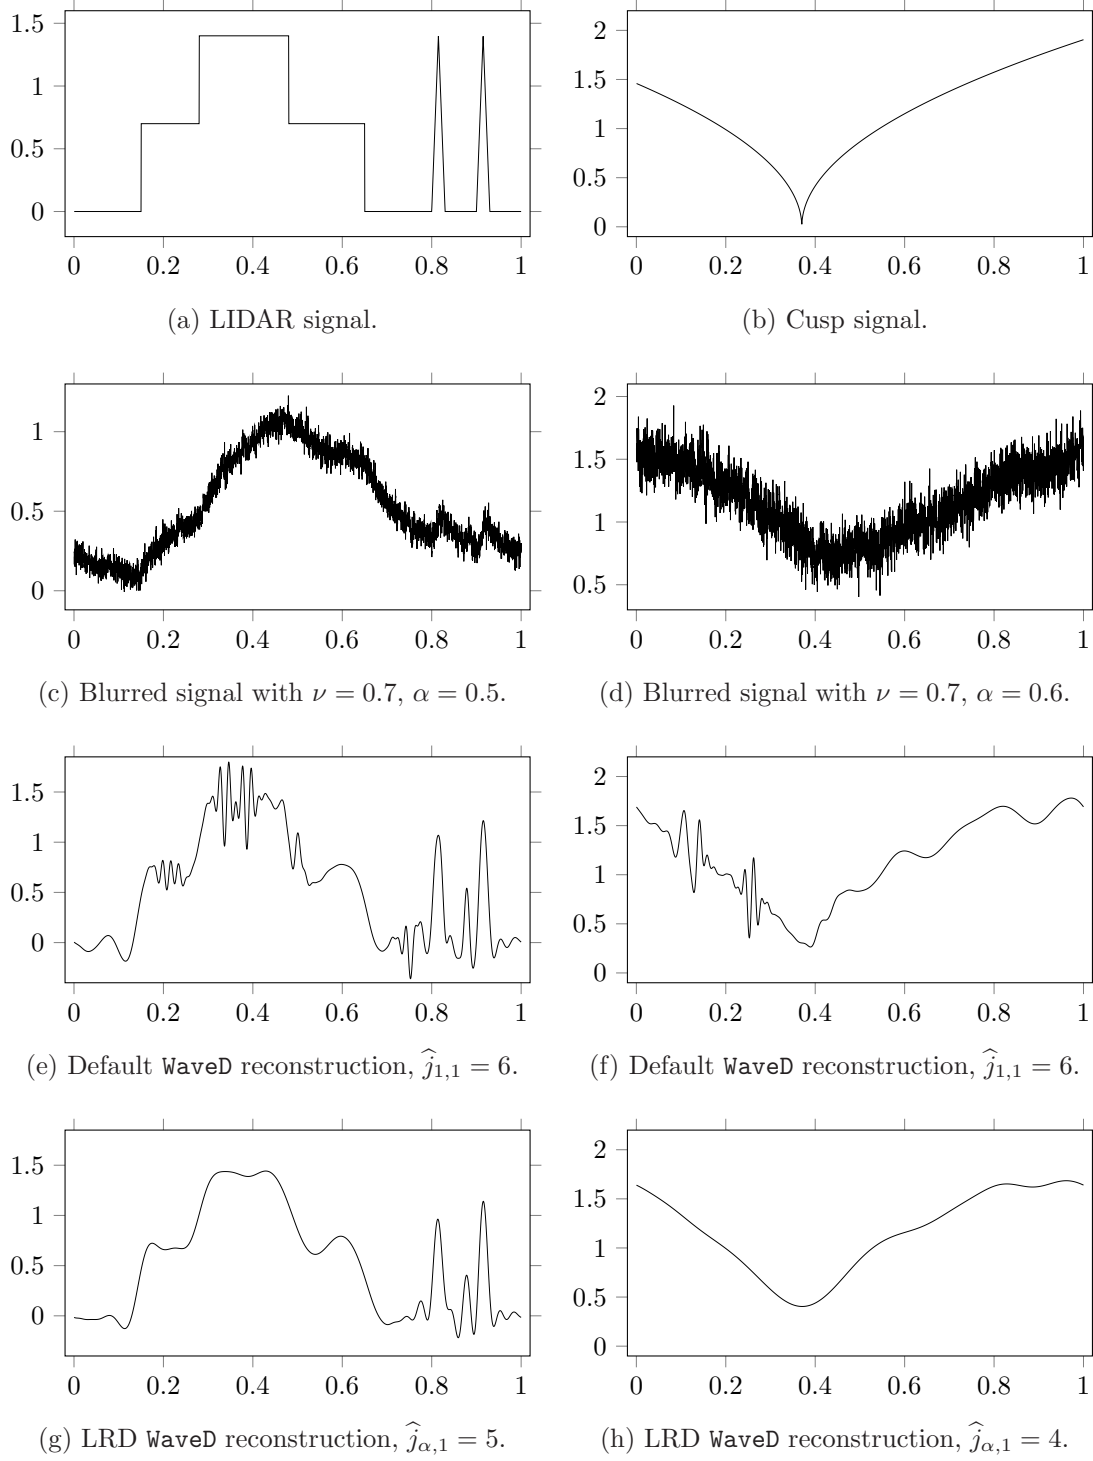 1.5
1
0.5
0
0 0.2 0.4 0.6 0.8 1
(a) LIDAR signal.
2
1.5
1
0.5
0
0 0.2 0.4 0.6 0.8 1
(b) Cusp signal.
1
0.5
0
0 0.2 0.4 0.6 0.8 1
(c) Blurred signal with ν = 0.7, α = 0.5.
2
1.5
1
0.5
0 0.2 0.4 0.6 0.8 1
(d) Blurred signal with ν = 0.7, α = 0.6.
1.5
1
0.5
0
0 0.2 0.4 0.6 0.8 1
(e) Default WaveD reconstruction, ĵ₁,₁ = 6.
2
1.5
1
0.5
0
0 0.2 0.4 0.6 0.8 1
(f) Default WaveD reconstruction, ĵ₁,₁ = 6.
1.5
1
0.5
0
0 0.2 0.4 0.6 0.8 1
(g) LRD WaveD reconstruction, ĵα,₁ = 5.
2
1.5
1
0.5
0
0 0.2 0.4 0.6 0.8 1
(h) LRD WaveD reconstruction, ĵα,₁ = 4.